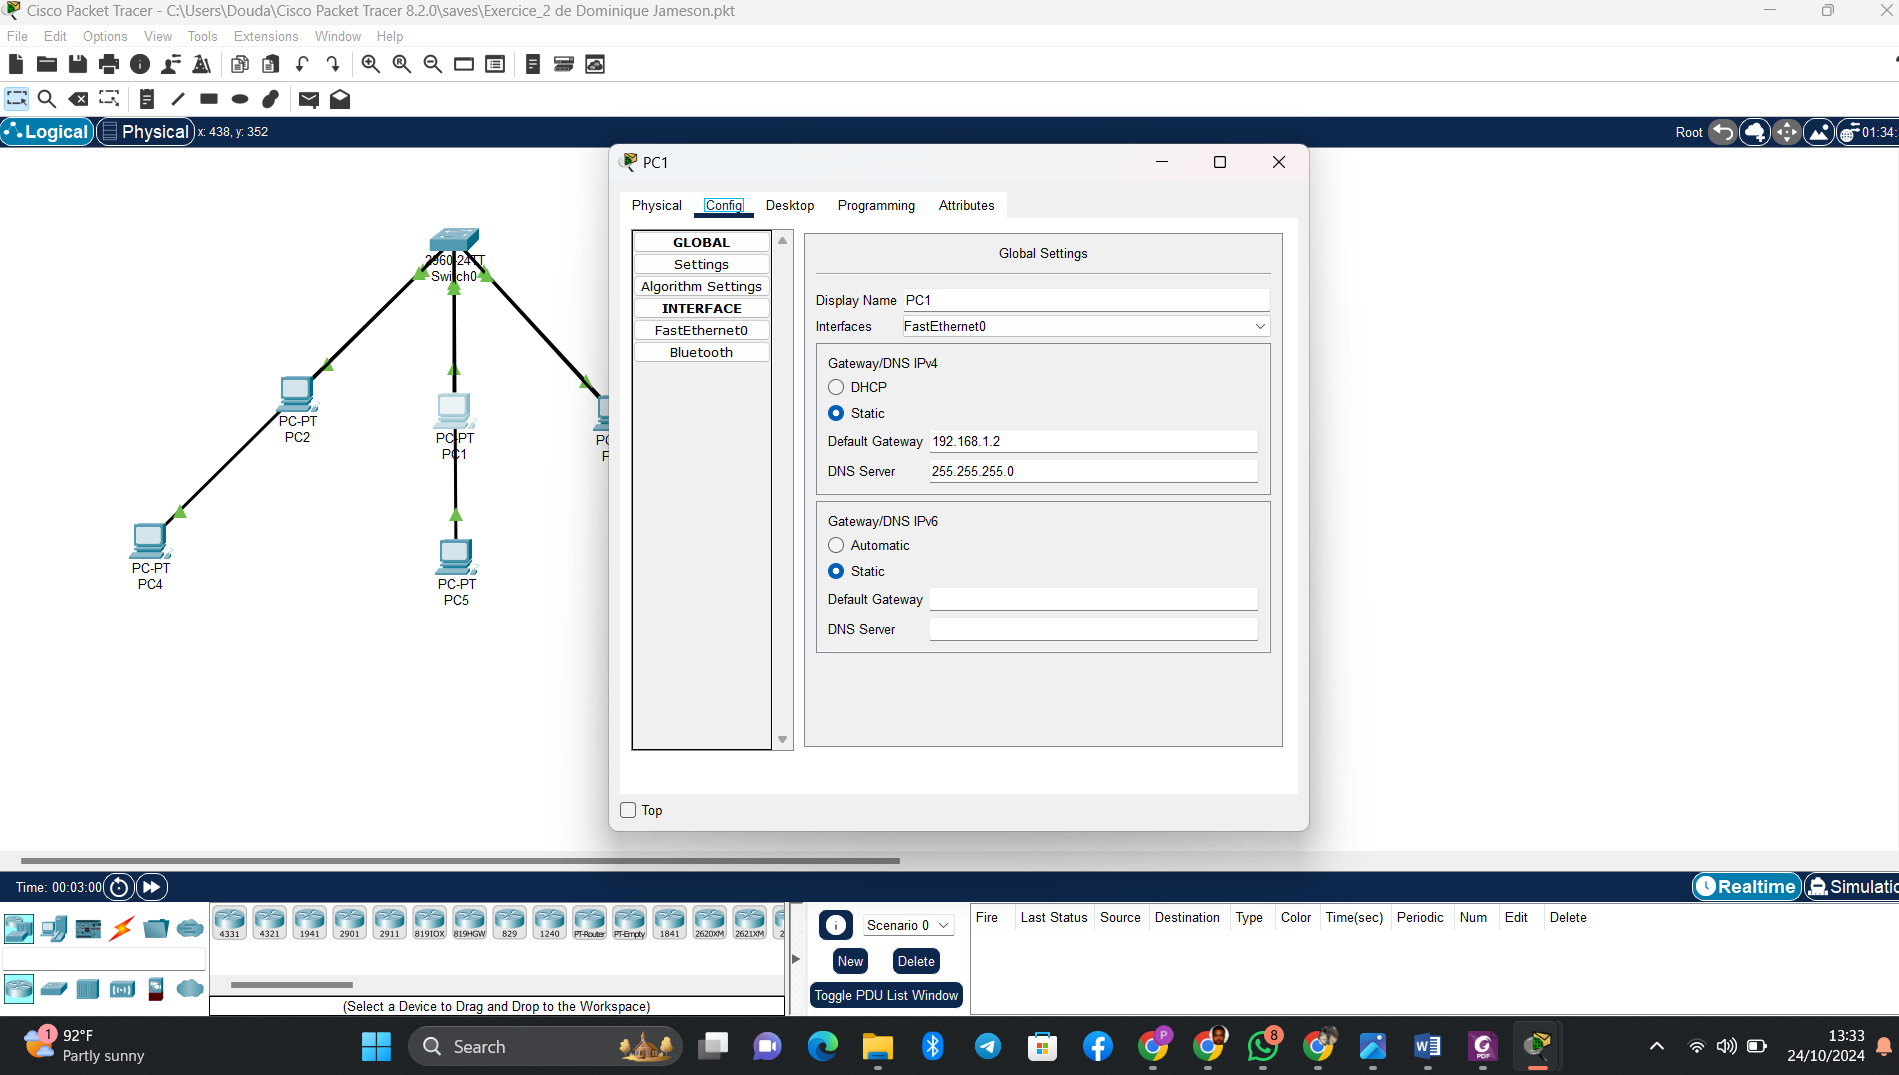 Cisco Packet Tracer - C:\Users\Douda\Cisco Packet Tracer 8.2.0\saves\Exercice_2 de Dominique Jameson.pkt
File Edit Options View Tools Extensions Window Help
Logical Physical x: 438, y: 352 Root 01:34:
PC1
Physical Config Desktop Programming Attributes
GLOBAL
Settings
Algorithm Settings
INTERFACE
FastEthernet0
Bluetooth
Global Settings
Display Name PC1
Interfaces FastEthernet0
Gateway/DNS IPv4
DHCP
Static
Default Gateway 192.168.1.2
DNS Server 255.255.255.0
Gateway/DNS IPv6
Automatic
Static
Default Gateway
DNS Server
Top
2960-24TT
Switch0
PC-PT
PC2
PC-PT
PC1
PC
P
PC-PT
PC4
PC-PT
PC5
Time: 00:03:00 Realtime Simulatio
4331 4321 1941 2901 2911 819IOX 819HGW 829 1240 PT-Router PT-Empty 1841 2620XM 2621XM 2
(Select a Device to Drag and Drop to the Workspace)
Scenario 0
New Delete
Toggle PDU List Window
Fire Last Status Source Destination Type Color Time(sec) Periodic Num Edit Delete
1 92°F
Partly sunny
Search
P
8
W
PDF
13:33
24/10/2024